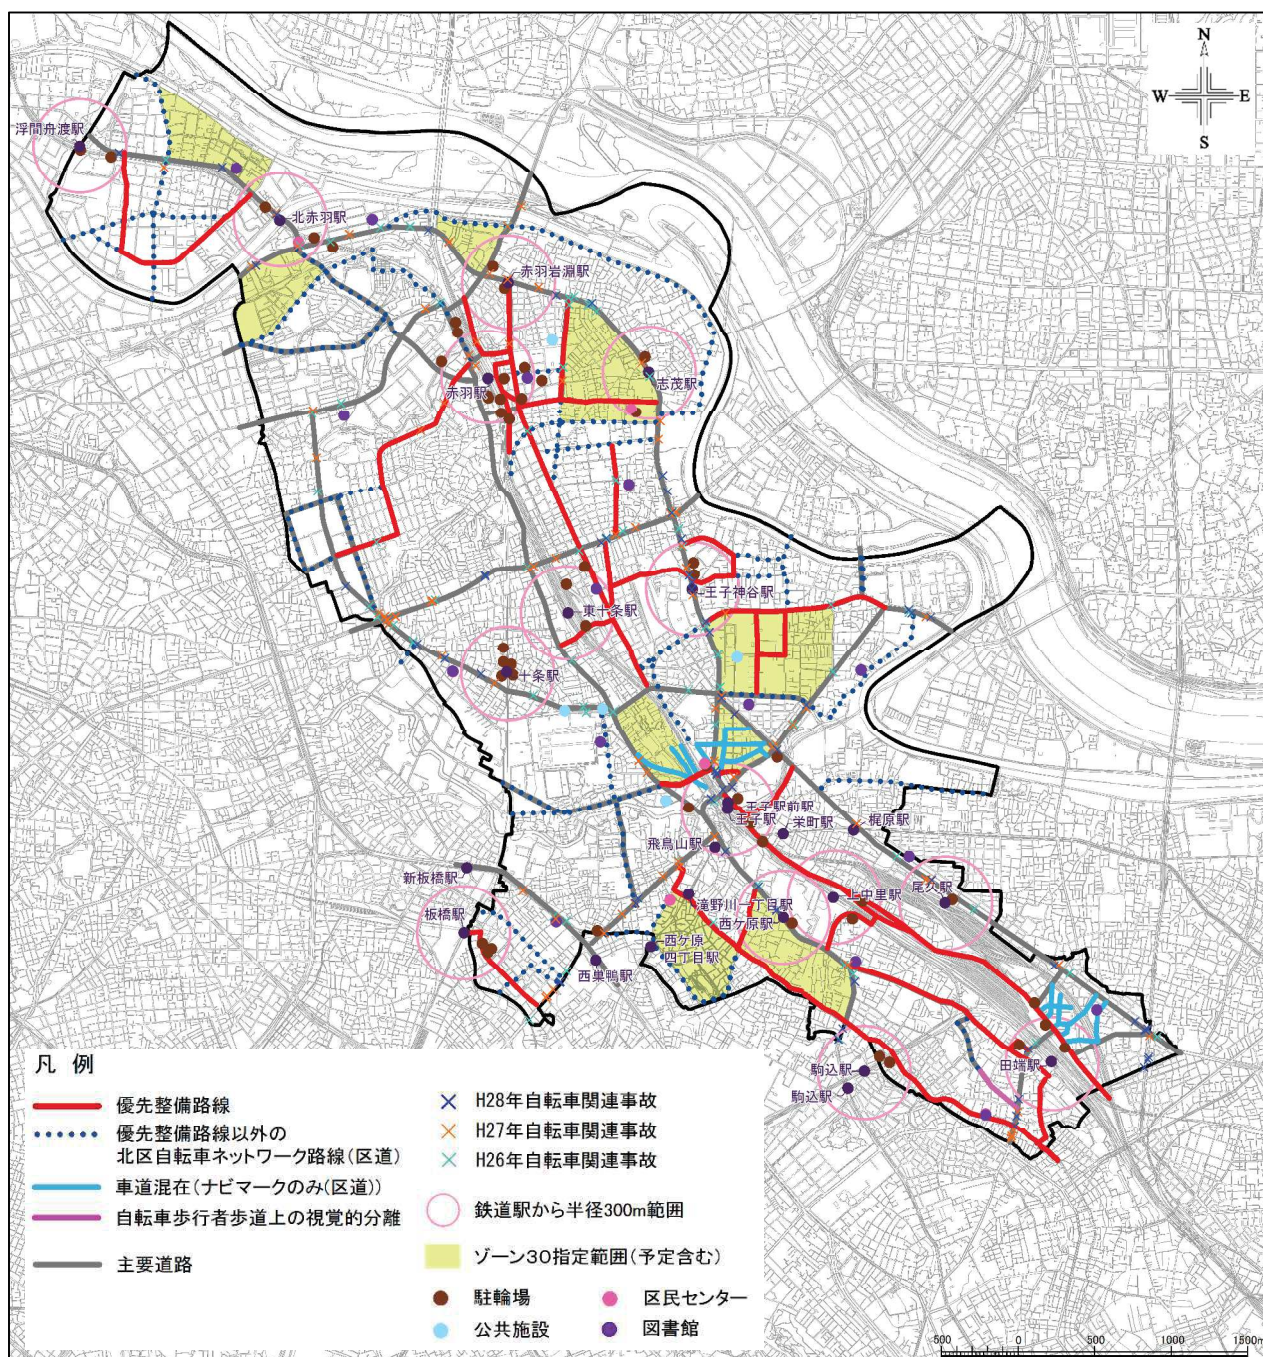 N
W E
S
浮間舟渡駅
北赤羽駅
赤羽岩淵駅
志茂駅
赤羽駅
王子神谷駅
東十条駅
十条駅
王子駅前駅
王子駅
栄町駅
梶原駅
飛鳥山駅
新板橋駅
板橋駅
滝野川一丁目駅
西ケ原駅
上中里駅
尾久駅
西ケ原
四丁目駅
西巣鴨駅
田端駅
駒込駅
駒込駅
凡 例
優先整備路線
優先整備路線以外の
北区自転車ネットワーク路線(区道)
車道混在(ナビマークのみ(区道))
自転車歩行者歩道上の視覚的分離
主要道路
H28年自転車関連事故
H27年自転車関連事故
H26年自転車関連事故
鉄道駅から半径300m範囲
ゾーン30指定範囲(予定含む)
駐輪場
区民センター
公共施設
図書館
500 0 500 1000 1500m